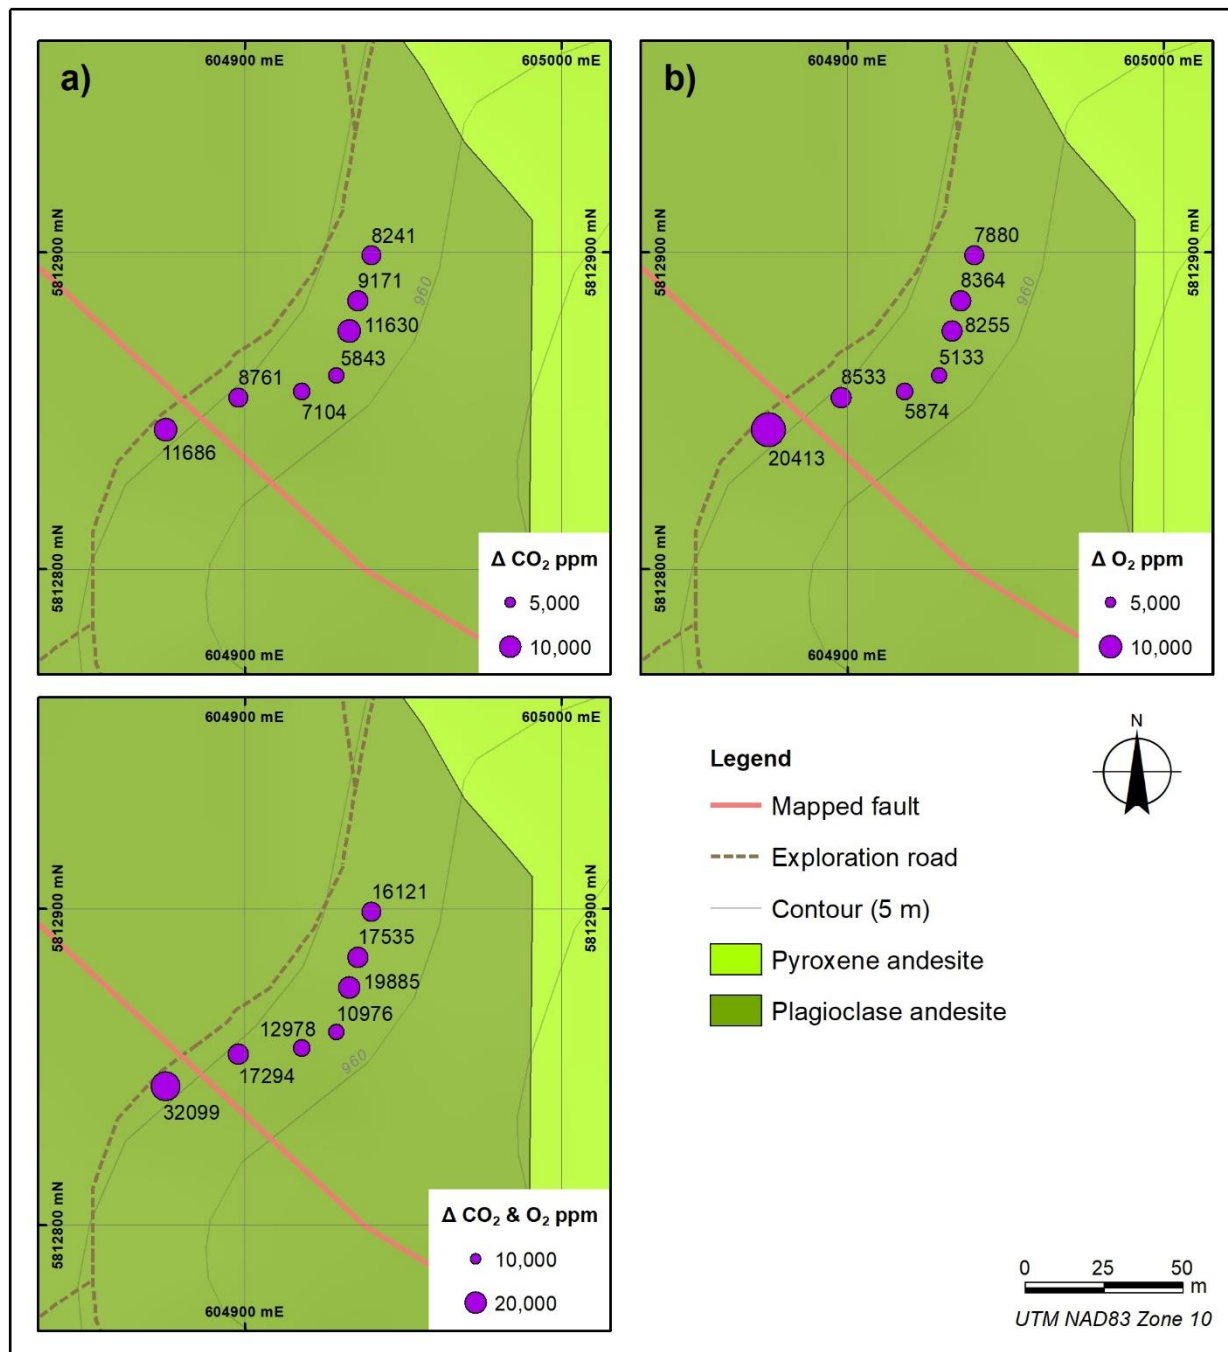 a)
604900 mE
605000 mE
5812900 mN
5812900 mN
8241
9171
960
11630
5843
8761
7104
11686
5812800 mN
604900 mE
Δ CO₂ ppm
5,000
10,000
b)
604900 mE
605000 mE
5812900 mN
5812900 mN
7880
8364
960
8255
5133
8533
5874
20413
5812800 mN
604900 mE
Δ O₂ ppm
5,000
10,000
604900 mE
605000 mE
5812900 mN
5812900 mN
16121
17535
19885
10976
12978
960
17294
32099
5812800 mN
604900 mE
Δ CO₂ & O₂ ppm
10,000
20,000
N
Legend
Mapped fault
Exploration road
Contour (5 m)
Pyroxene andesite
Plagioclase andesite
0 25 50
m
UTM NAD83 Zone 10